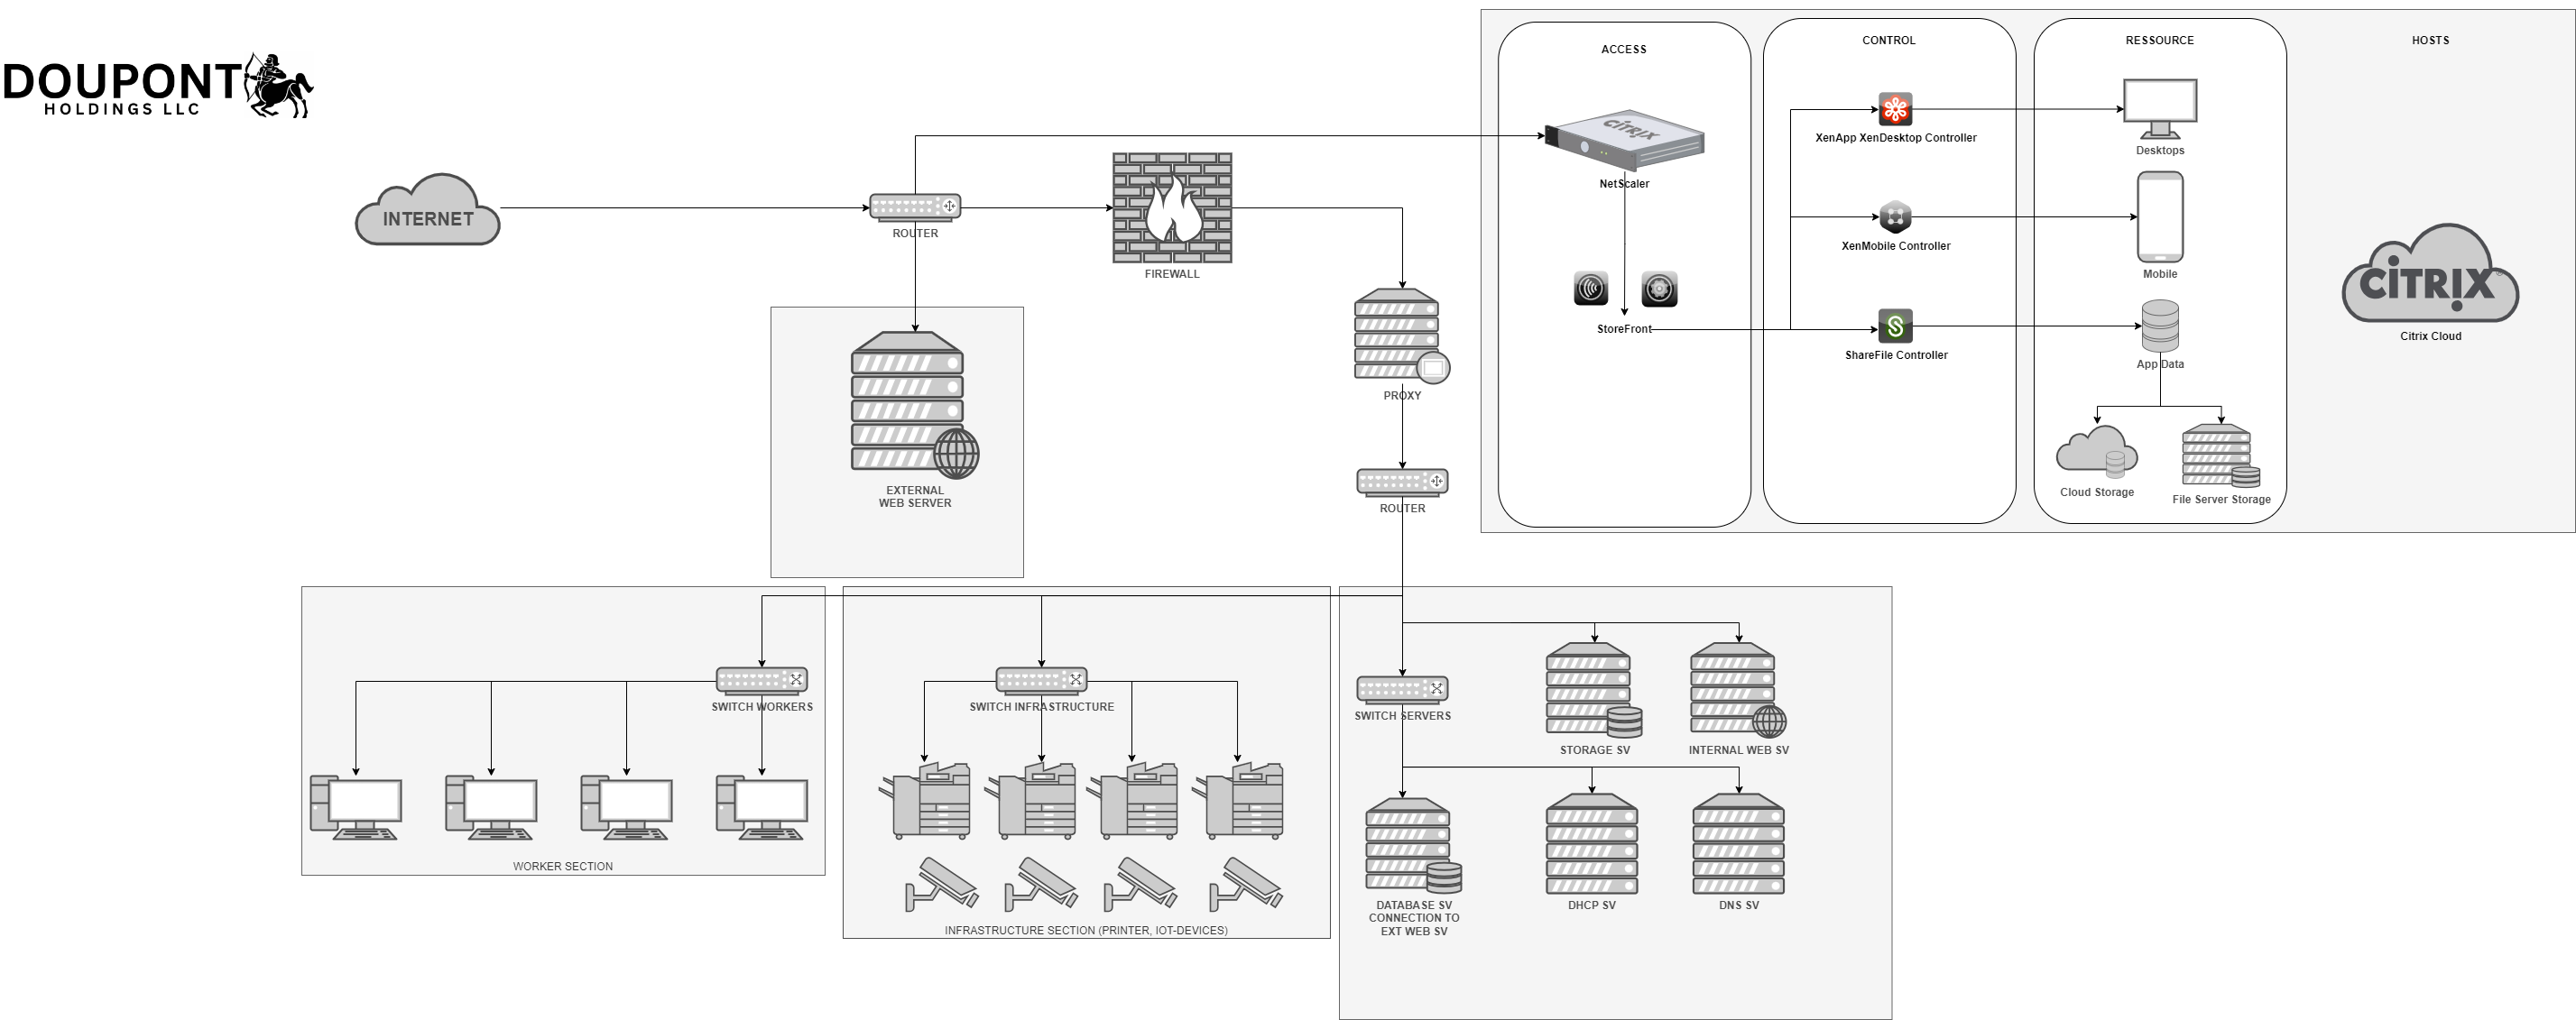 DOUPONT
HOLDINGS LLC
INTERNET
ROUTER
FIREWALL
EXTERNAL
WEB SERVER
PROXY
ROUTER
ACCESS
CONTROL
RESSOURCE
HOSTS
CITRIX
NetScaler
StoreFront
XenApp XenDesktop Controller
XenMobile Controller
ShareFile Controller
Desktops
Mobile
App Data
Cloud Storage
File Server Storage
CITRIX
Citrix Cloud
SWITCH WORKERS
WORKER SECTION
SWITCH INFRASTRUCTURE
INFRASTRUCTURE SECTION (PRINTER, IOT-DEVICES)
SWITCH SERVERS
STORAGE SV
INTERNAL WEB SV
DATABASE SV
CONNECTION TO
EXT WEB SV
DHCP SV
DNS SV